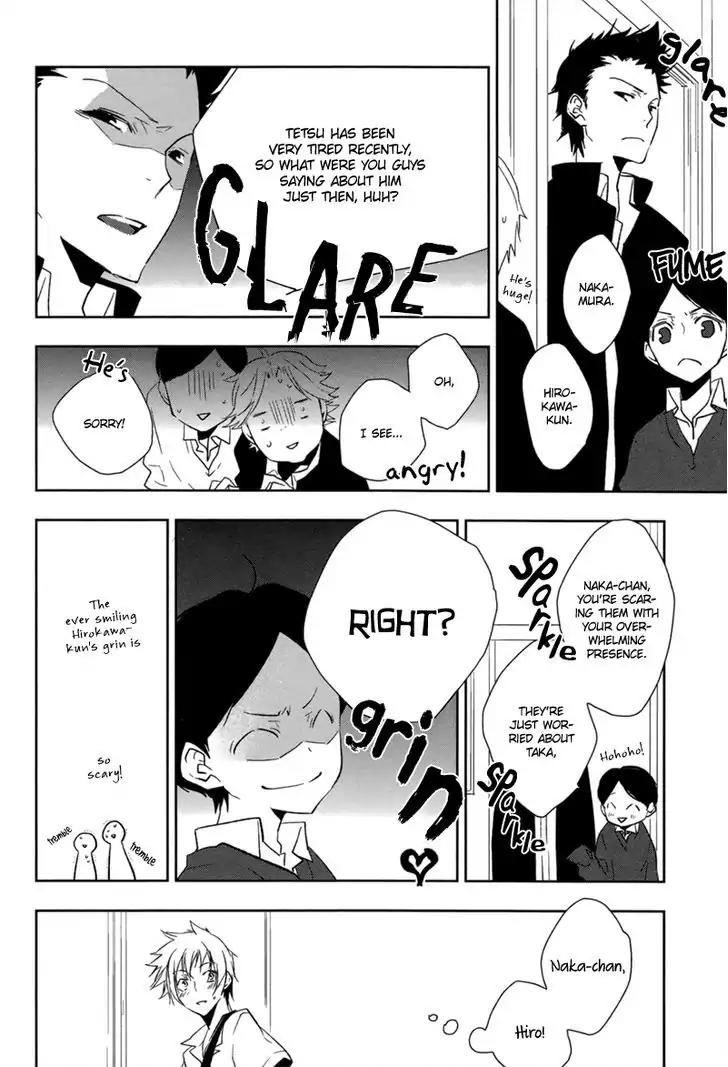 glare
He's
huge!
NAKA-
MURA.
HIRO-
KAWA-
KUN.
FUME
TETSU HAS BEEN
VERY TIRED RECENTLY,
SO WHAT WERE YOU GUYS
SAYING ABOUT HIM
JUST THEN, HUH?
GLARE
OH,
I SEE...
He's
angry!
SORRY!
NAKA-CHAN,
YOU'RE SCAR-
ING THEM WITH
YOUR OVER-
WHELMING
PRESENCE.
sparkle
THEY'RE
JUST WOR-
RIED ABOUT
TAKA,
sparkle
Hohoho!
RIGHT?
grin
The
ever smiling
Hirokawa-
kun's grin is
so
scary!
tremble
tremble
Naka-chan,
Hiro!